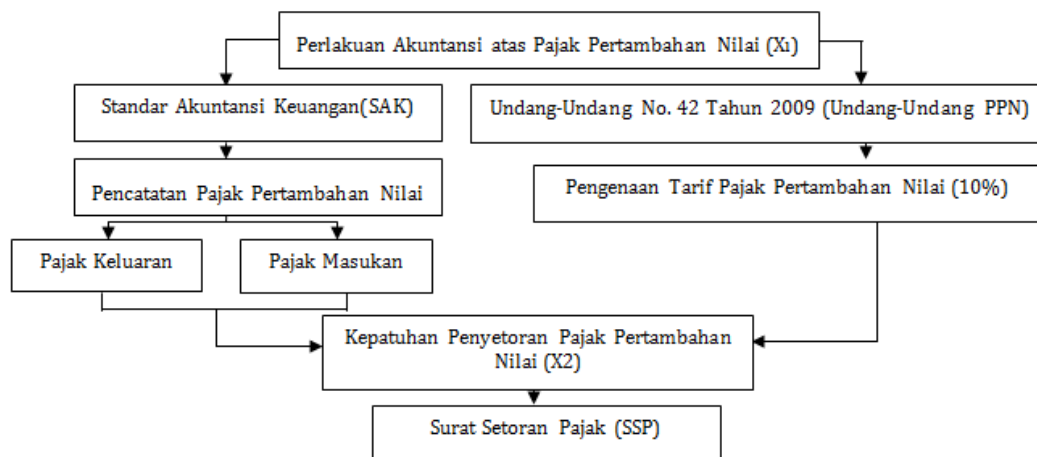 Perlakuan Akuntansi atas Pajak Pertambahan Nilai (X₁)
Standar Akuntansi Keuangan(SAK)
Undang-Undang No. 42 Tahun 2009 (Undang-Undang PPN)
Pencatatan Pajak Pertambahan Nilai
Pengenaan Tarif Pajak Pertambahan Nilai (10%)
Pajak Keluaran
Pajak Masukan
Kepatuhan Penyetoran Pajak Pertambahan
Nilai (X2)
Surat Setoran Pajak (SSP)